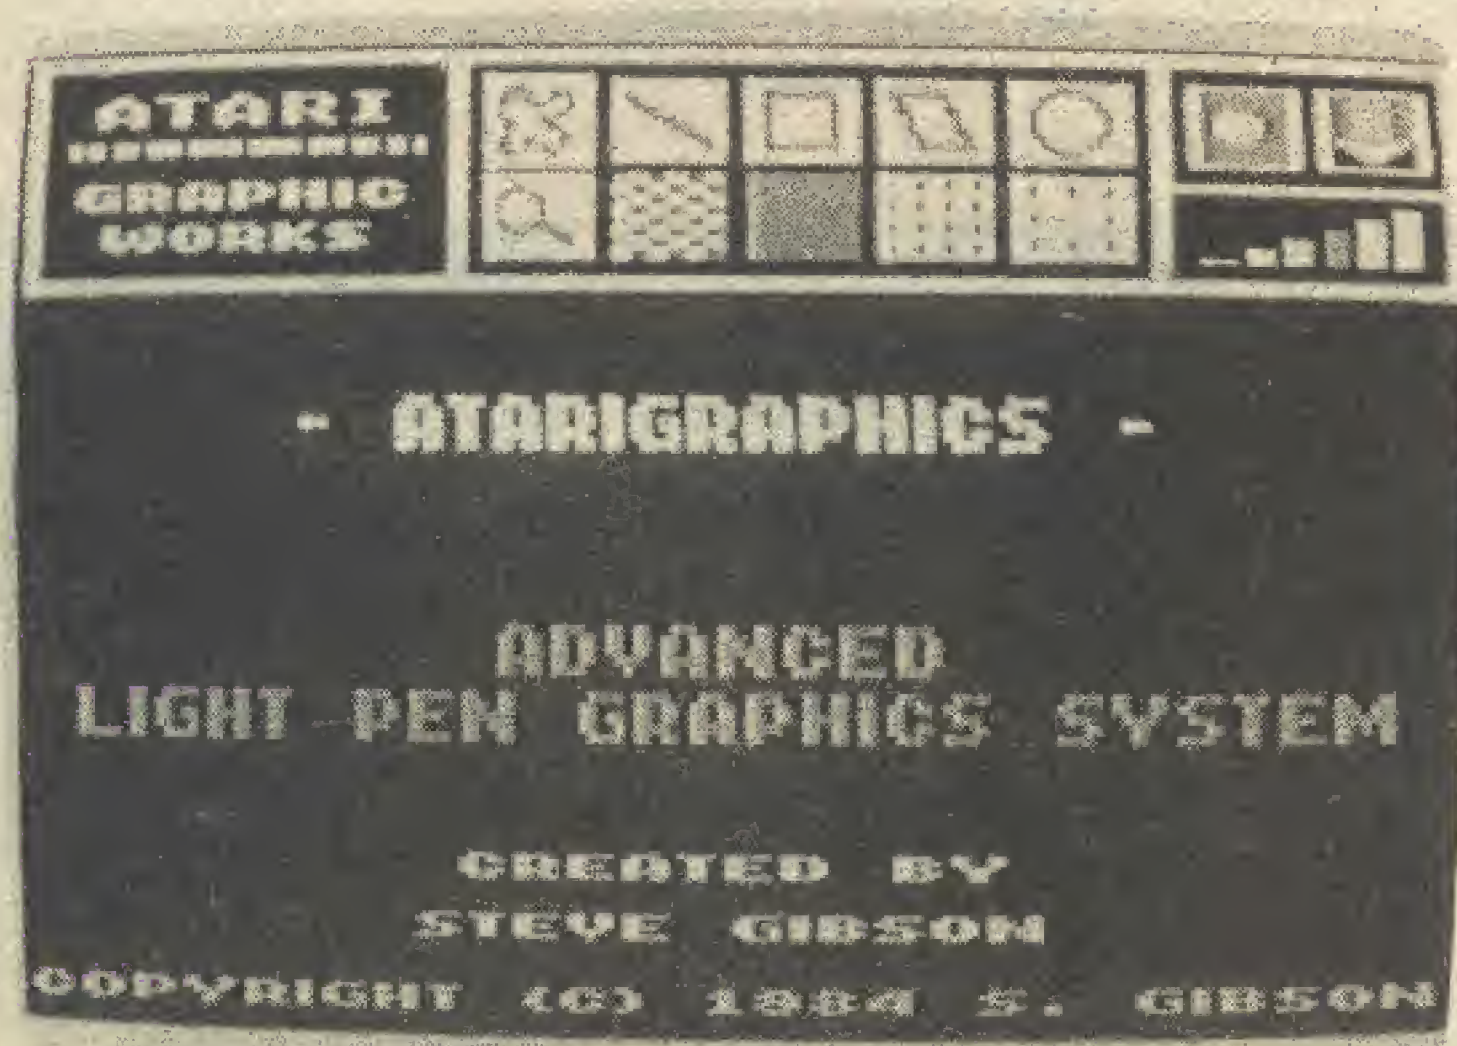 ATARI
GRAPHIC
WORKS
- ATARIGRAPHICS -
ADVANCED
LIGHT PEN GRAPHICS SYSTEM
CREATED BY
STEVE GIBSON
COPYRIGHT (C) 1984 S. GIBSON